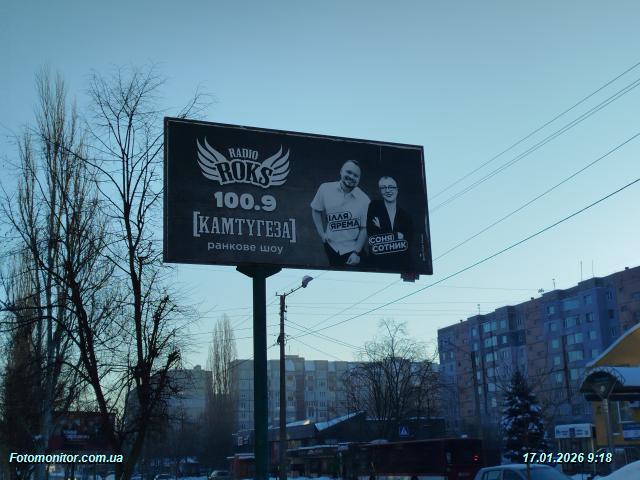 RADIO
ROKS
100.9
[КАМТУГЕЗА]
ранкове шоу
ІЛЛЯ
ЯРЕМА
СОНЯ
СОТНИК
Fotomonitor.com.ua
17.01.2026 9:18